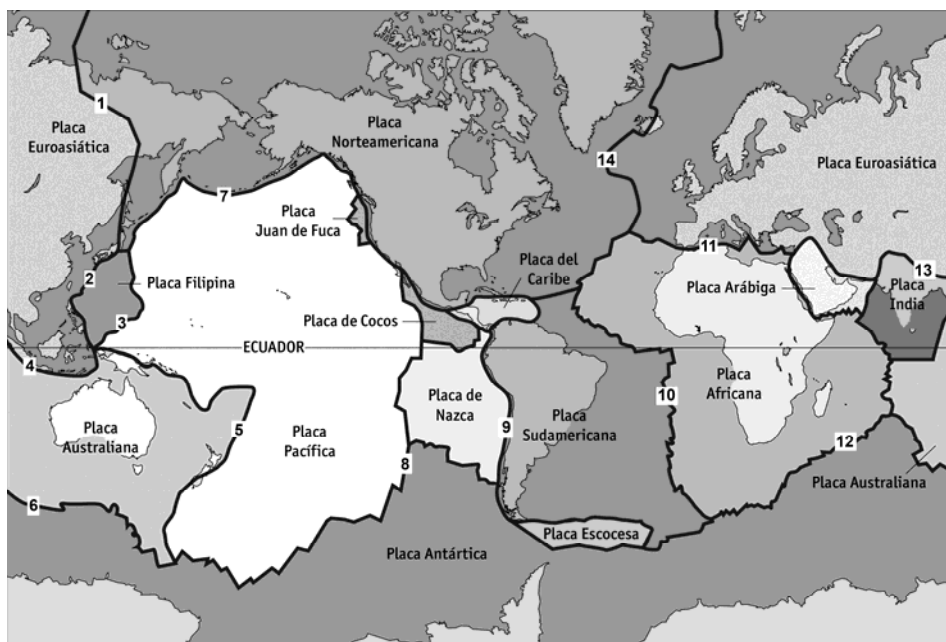 1
Placa
Euroasiática
Placa
Norteamericana
14
Placa Euroasiática
7
Placa
Juan de Fuca
11
2
Placa Filipina
Placa del
Caribe
13
Placa
India
Placa Arábiga
3
Placa de Cocos
ECUADOR
4
Placa
Africana
10
Placa de
Nazca
Placa
Australiana
5
Placa
Pacífica
9
Placa
Sudamericana
12
8
Placa Australiana
6
Placa Escocesa
Placa Antártica